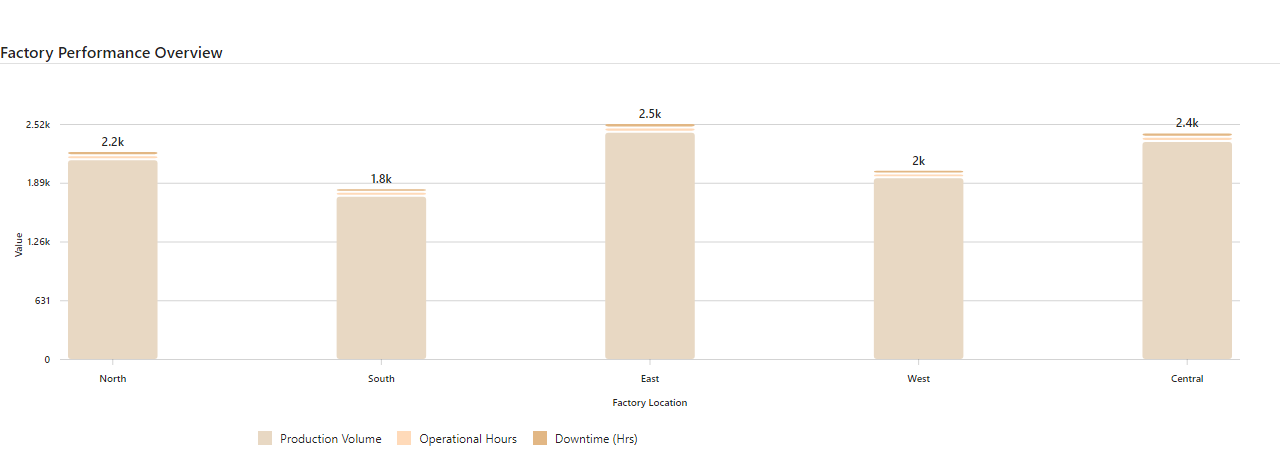 Factory Performance Overview
2.5k
2.52k
2.4k
2.2k
2k
1.89k
1.8k
Value
1.26k
631
0
North
South
East
West
Central
Factory Location
Production Volume
Operational Hours
Downtime (Hrs)